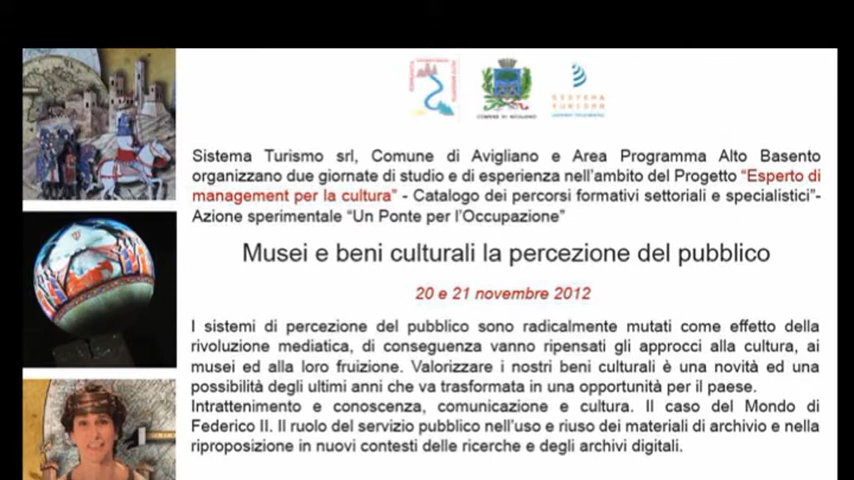 COMUNE DI AVIGLIANO
SISTEMA
TURISMO
Sistema Turismo srl, Comune di Avigliano e Area Programma Alto Basento
organizzano due giornate di studio e di esperienza nell'ambito del Progetto "Esperto di
management per la cultura" - Catalogo dei percorsi formativi settoriali e specialistici"-
Azione sperimentale "Un Ponte per l'Occupazione"
Musei e beni culturali la percezione del pubblico
20 e 21 novembre 2012
I sistemi di percezione del pubblico sono radicalmente mutati come effetto della
rivoluzione mediatica, di conseguenza vanno ripensati gli approcci alla cultura, ai
musei ed alla loro fruizione. Valorizzare i nostri beni culturali è una novità ed una
possibilità degli ultimi anni che va trasformata in una opportunità per il paese.
Intrattenimento e conoscenza, comunicazione e cultura. Il caso del Mondo di
Federico II. Il ruolo del servizio pubblico nell'uso e riuso dei materiali di archivio e nella
riproposizione in nuovi contesti delle ricerche e degli archivi digitali.